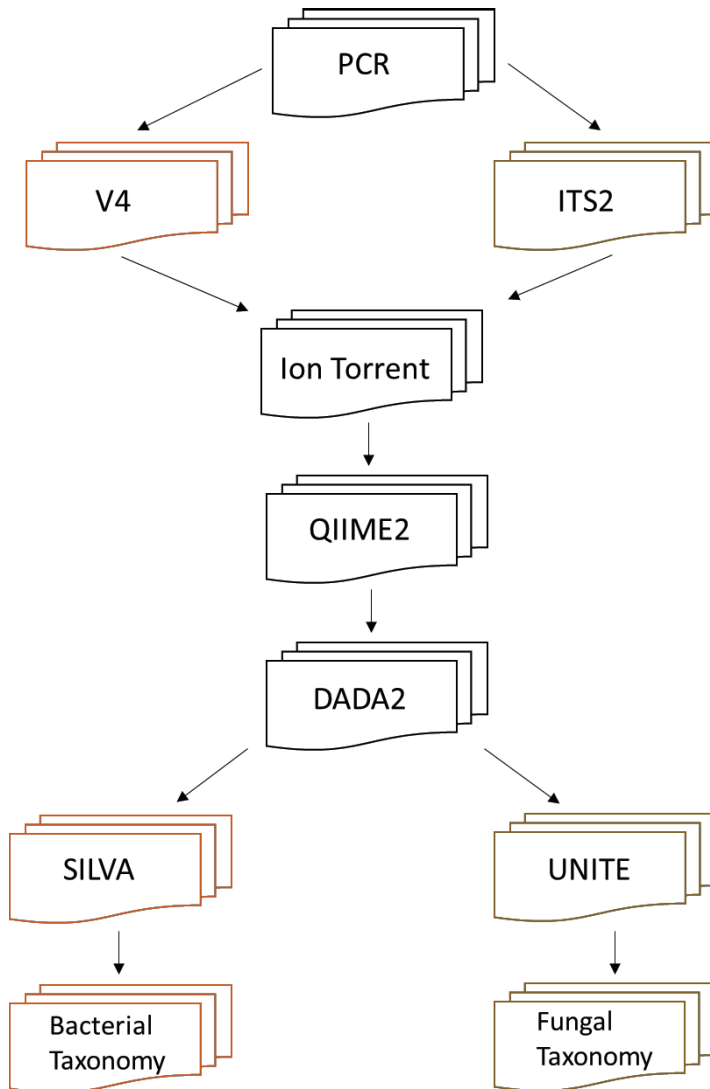 PCR
V4
ITS2
Ion Torrent
QIIME2
DADA2
SILVA
UNITE
Bacterial
Taxonomy
Fungal
Taxonomy